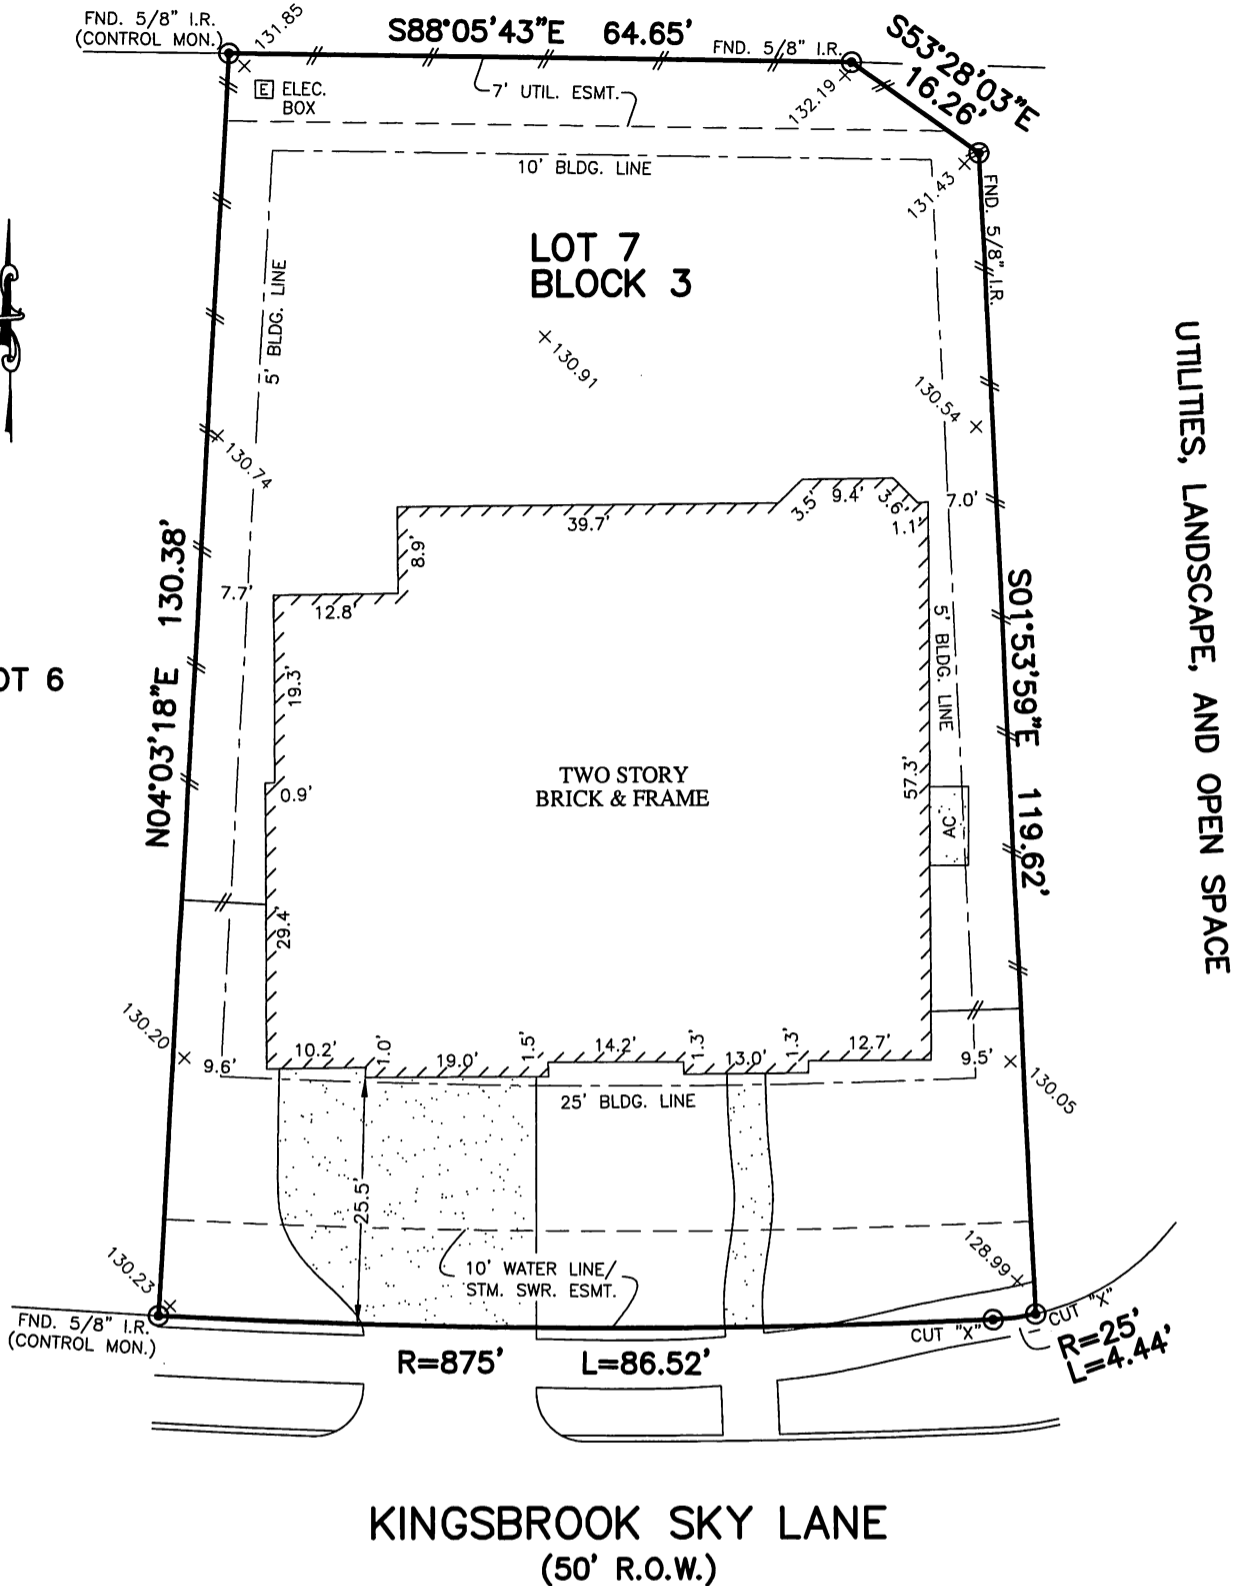 FND. 5/8" I.R.
(CONTROL MON.)
131.85
S88°05'43"E 64.65'
FND. 5/8" I.R.
S53°28'03"E
16.26'
E ELEC.
BOX
7' UTIL. ESMT.
132.19
10' BLDG. LINE
131.43
FND. 5/8" I.R.
LOT 7
BLOCK 3
5' BLDG. LINE
130.91
130.54
130.74
UTILITIES, LANDSCAPE, AND OPEN SPACE
39.7'
3.5'
9.4'
3.6'
1.1'
7.0'
8.9'
7.7'
12.8'
N04°03'18"E 130.38'
S01°53'59"E 119.62'
5' BLDG. LINE
OT 6
19.3'
TWO STORY
BRICK & FRAME
57.3'
0.9'
AC
29.4'
130.20
9.6'
10.2'
1.0'
19.0'
1.5'
14.2'
1.3'
13.0'
1.3'
12.7'
9.5'
130.05
25' BLDG. LINE
25.5'
10' WATER LINE/
STM. SWR. ESMT.
128.99
130.23
FND. 5/8" I.R.
(CONTROL MON.)
CUT "X"
CUT "X"
R=25'
L=4.44'
R=875' L=86.52'
KINGSBROOK SKY LANE
(50' R.O.W.)